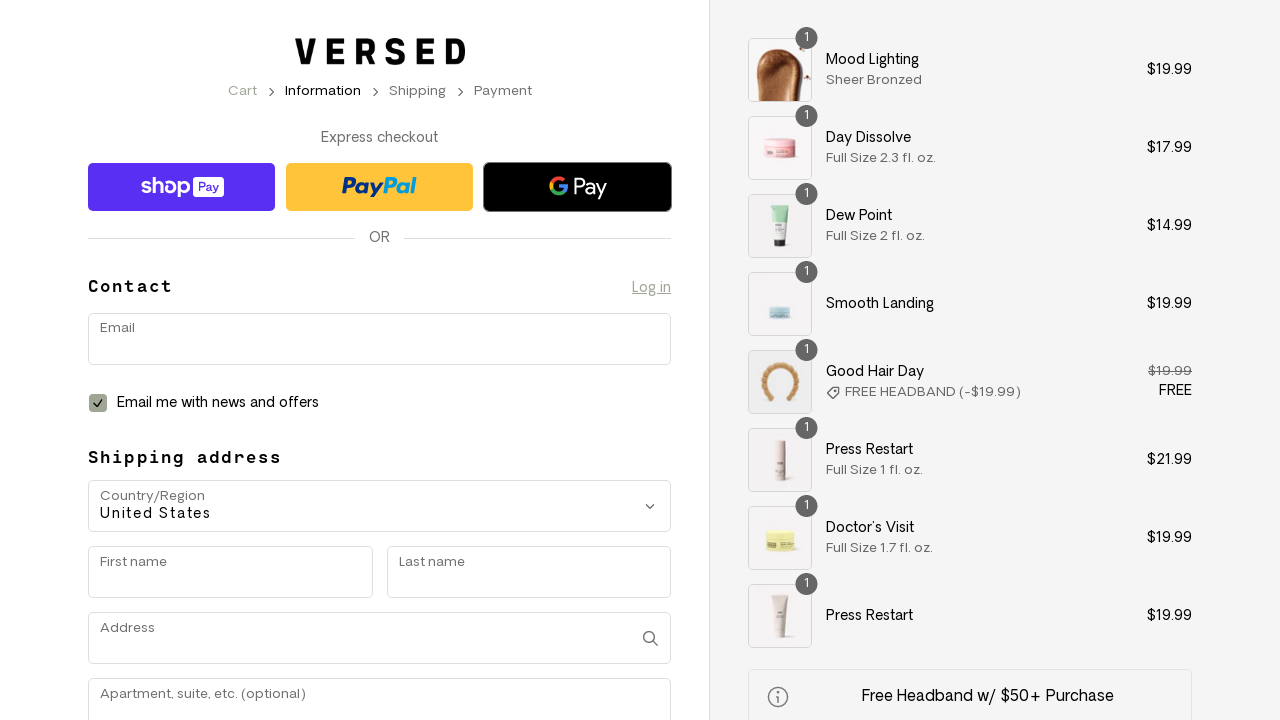 VERSED
Cart > Information > Shipping > Payment
Express checkout
shop Pay
PayPal
G Pay
OR
Contact
Log in
Email
Email me with news and offers
Shipping address
Country/Region
United States
First name
Last name
Address
Apartment, suite, etc. (optional)
1
Mood Lighting
Sheer Bronzed
$19.99
1
Day Dissolve
Full Size 2.3 fl. oz.
$17.99
1
Dew Point
Full Size 2 fl. oz.
$14.99
1
Smooth Landing
$19.99
1
Good Hair Day
FREE HEADBAND (-$19.99)
$19.99
FREE
1
Press Restart
Full Size 1 fl. oz.
$21.99
1
Doctor's Visit
Full Size 1.7 fl. oz.
$19.99
1
Press Restart
$19.99
Free Headband w/ $50+ Purchase